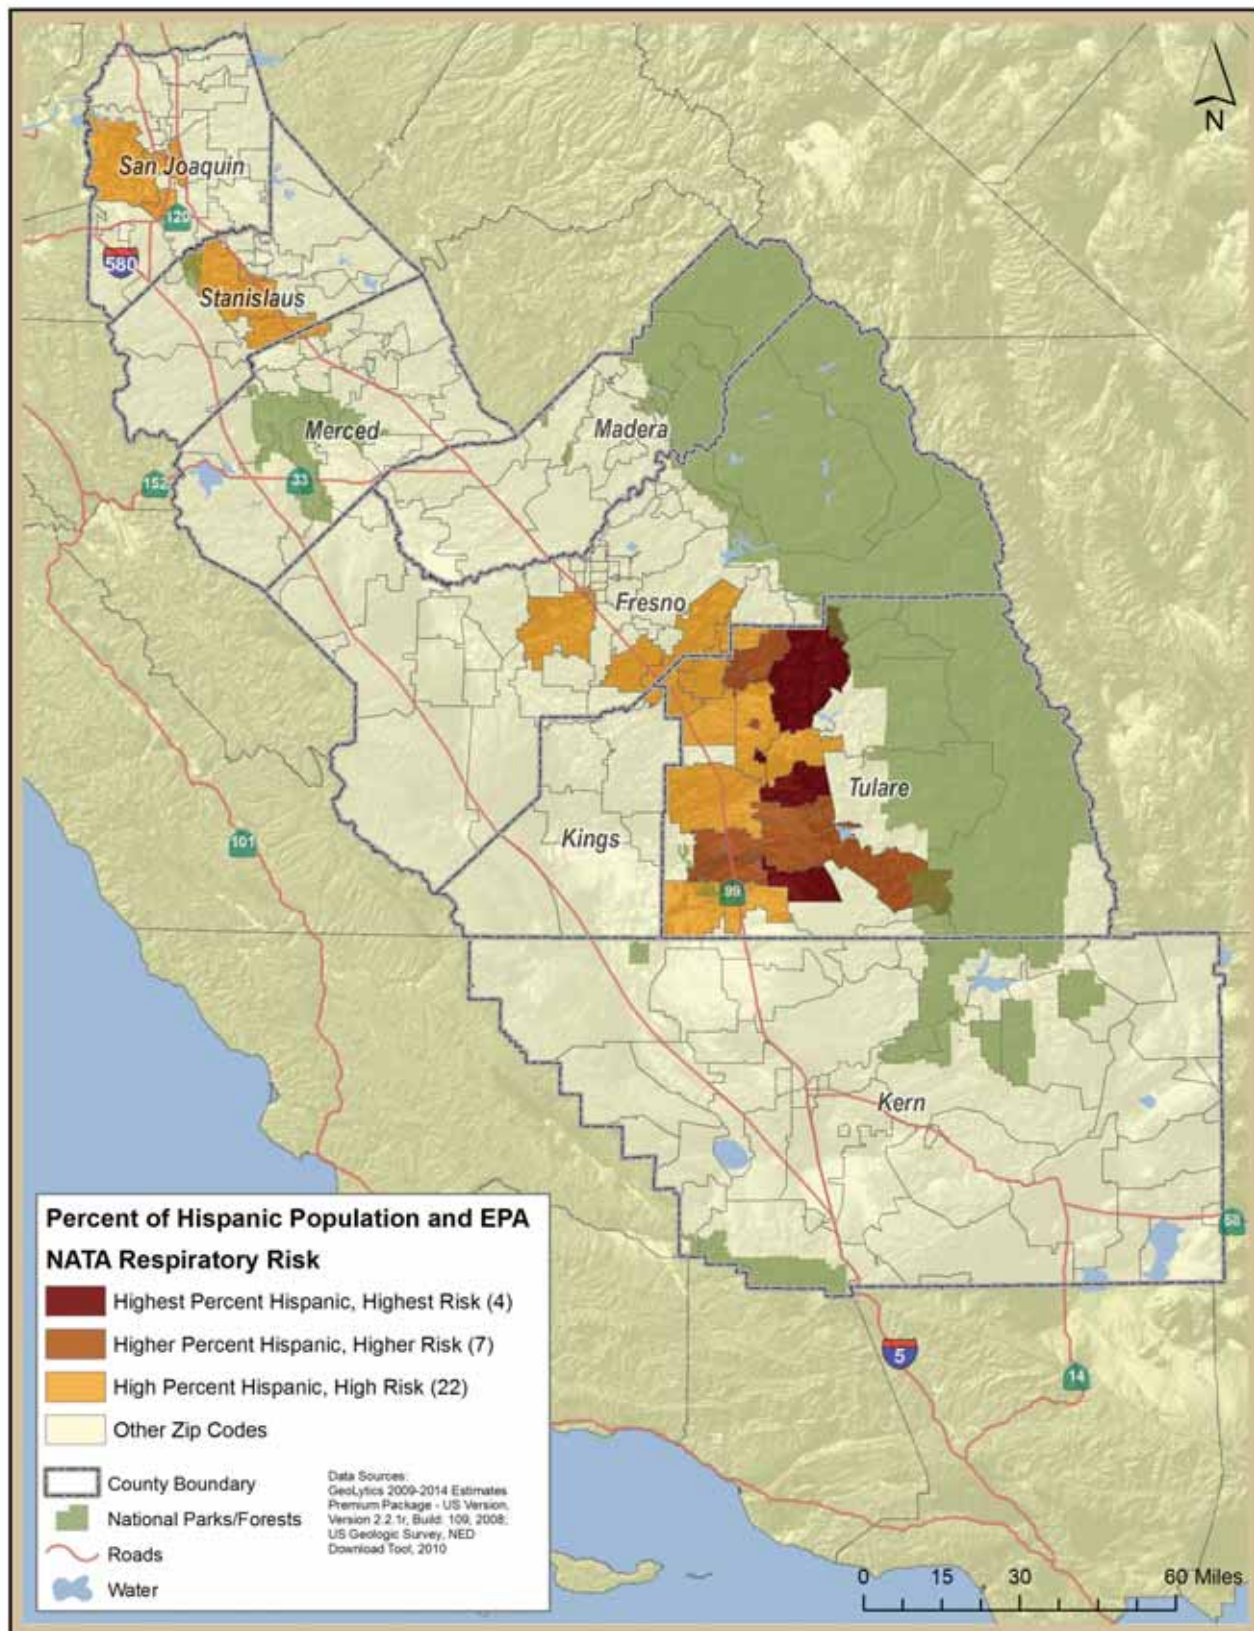 N
San Joaquin
120
580
Stanislaus
Merced
Madera
152
33
Fresno
Tulare
Kings
101
99
Kern
58
5
14
Percent of Hispanic Population and EPA
NATA Respiratory Risk
Highest Percent Hispanic, Highest Risk (4)
Higher Percent Hispanic, Higher Risk (7)
High Percent Hispanic, High Risk (22)
Other Zip Codes
County Boundary
National Parks/Forests
Roads
Water
Data Sources:
GeoLytics 2009-2014 Estimates
Premium Package - US Version,
Version 2.2.1r, Build: 109, 2008;
US Geologic Survey, NED
Download Tool, 2010
0 15 30 60 Miles